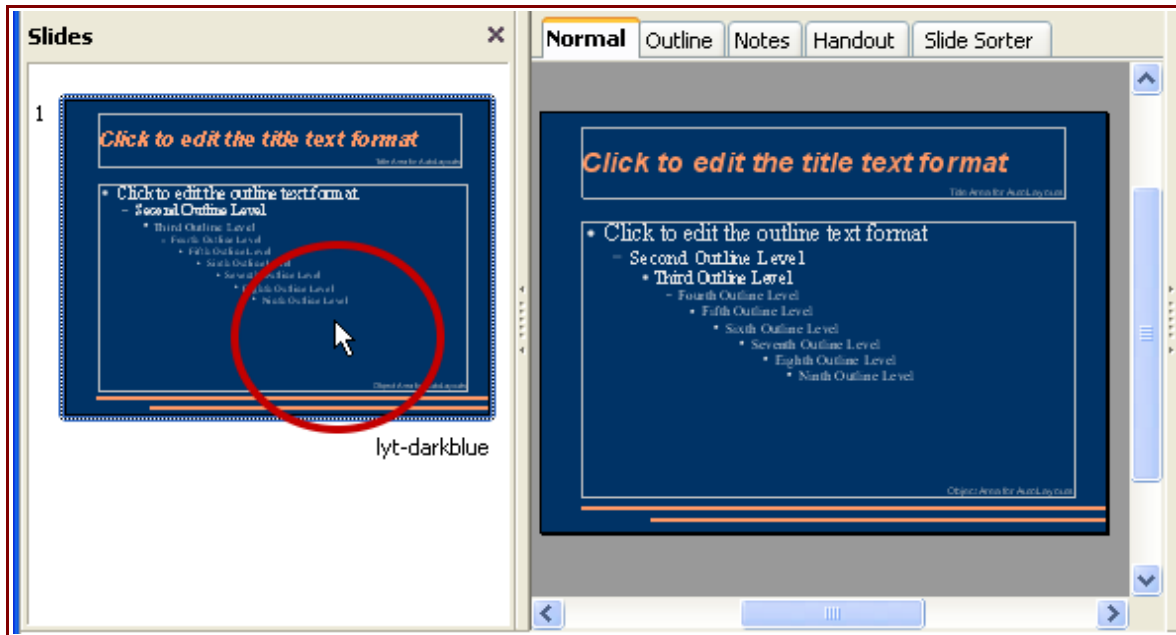 Slides
Normal Outline Notes Handout Slide Sorter
1
Click to edit the title text format
Title Area for AutoLayouts
Click to edit the outline text format
– Second Outline Level
• Third Outline Level
– Fourth Outline Level
• Fifth Outline Level
• Sixth Outline Level
• Seventh Outline Level
• Eighth Outline Level
• Ninth Outline Level
Object Area for AutoLayouts
lyt-darkblue
Click to edit the title text format
Title Area for AutoLayouts
• Click to edit the outline text format
– Second Outline Level
• Third Outline Level
– Fourth Outline Level
• Fifth Outline Level
• Sixth Outline Level
• Seventh Outline Level
• Eighth Outline Level
• Ninth Outline Level
Object Area for AutoLayouts